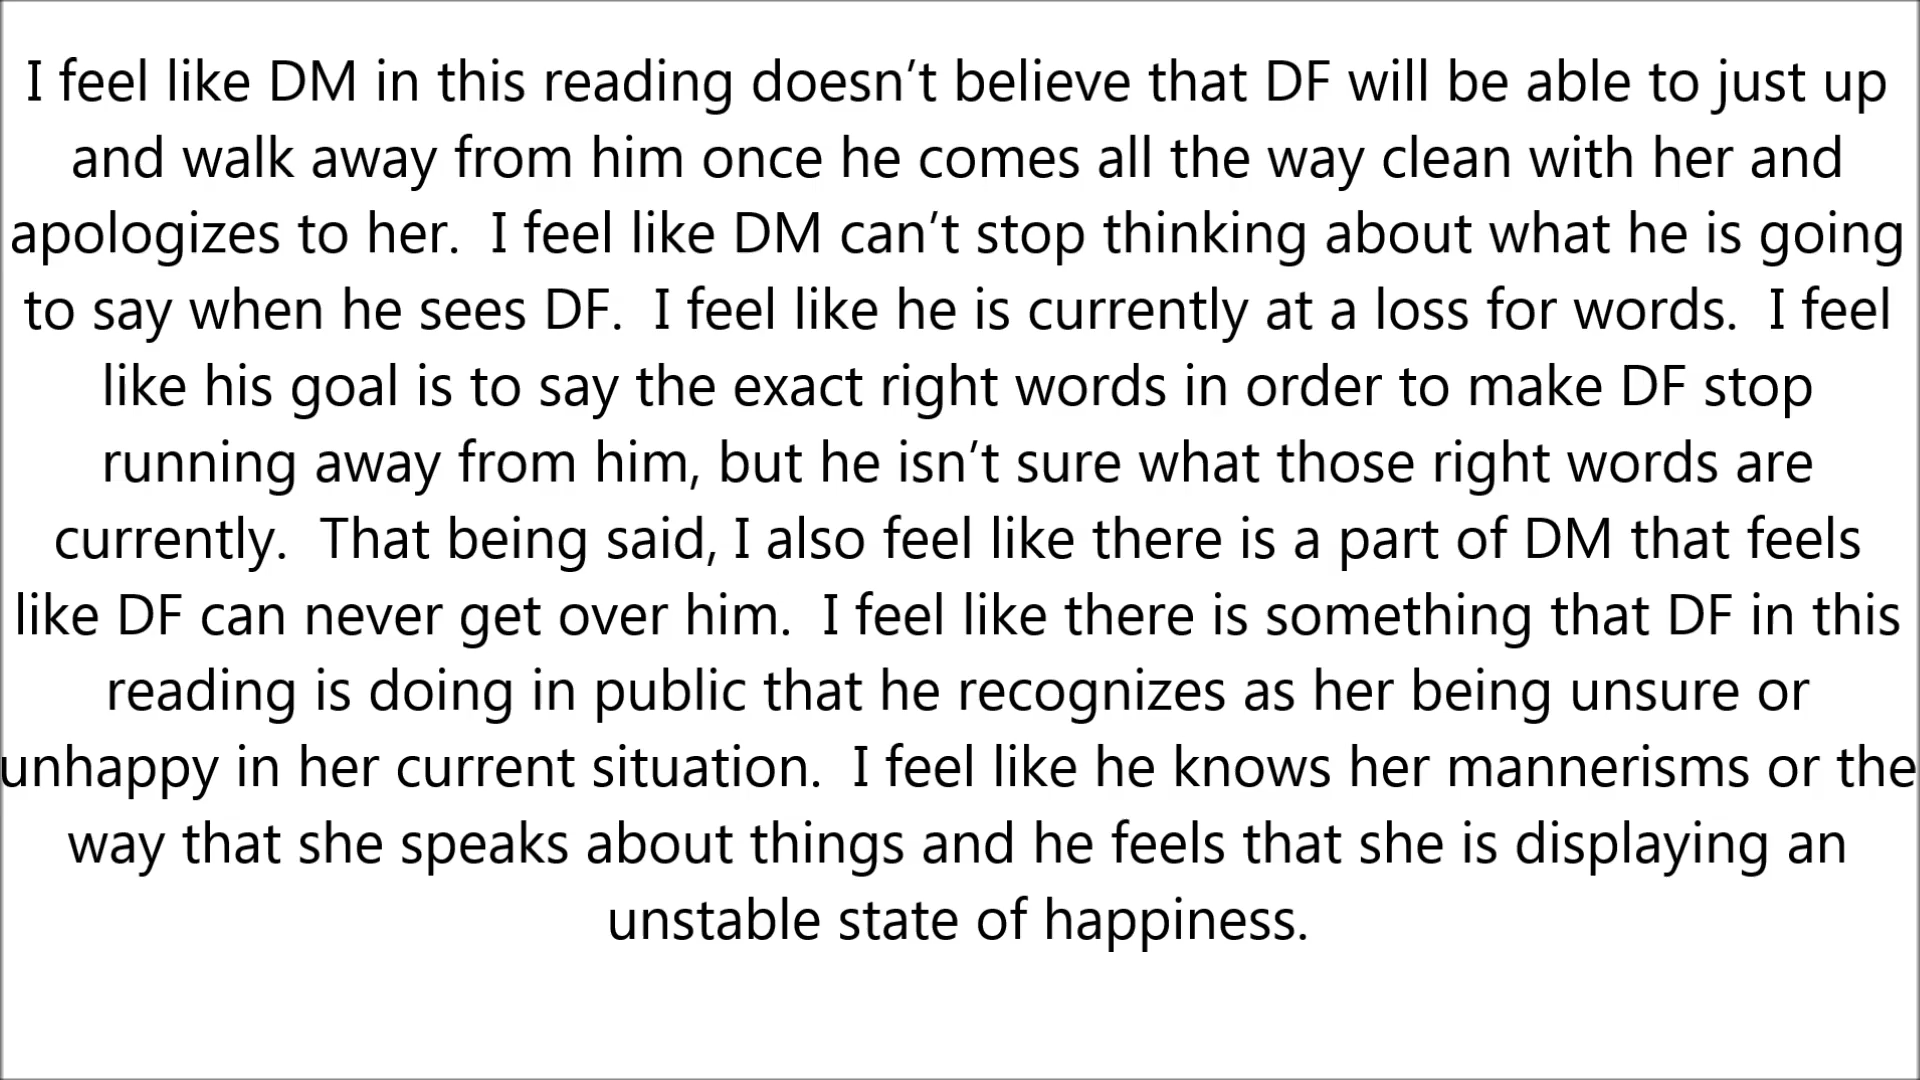 I feel like DM in this reading doesn’t believe that DF will be able to just up
and walk away from him once he comes all the way clean with her and
apologizes to her.  I feel like DM can’t stop thinking about what he is going
to say when he sees DF.  I feel like he is currently at a loss for words.  I feel
like his goal is to say the exact right words in order to make DF stop
running away from him, but he isn’t sure what those right words are
currently.  That being said, I also feel like there is a part of DM that feels
like DF can never get over him.  I feel like there is something that DF in this
reading is doing in public that he recognizes as her being unsure or
unhappy in her current situation.  I feel like he knows her mannerisms or the
way that she speaks about things and he feels that she is displaying an
unstable state of happiness.